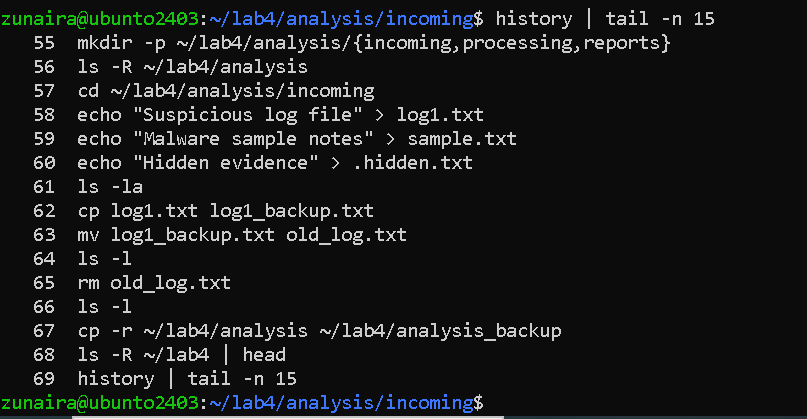 zunaira@ubunto2403:~/lab4/analysis/incoming$ history | tail -n 15
55 mkdir -p ~/lab4/analysis/{incoming,processing,reports}
56 ls -R ~/lab4/analysis
57 cd ~/lab4/analysis/incoming
58 echo "Suspicious log file" > log1.txt
59 echo "Malware sample notes" > sample.txt
60 echo "Hidden evidence" > .hidden.txt
61 ls -la
62 cp log1.txt log1_backup.txt
63 mv log1_backup.txt old_log.txt
64 ls -l
65 rm old_log.txt
66 ls -l
67 cp -r ~/lab4/analysis ~/lab4/analysis_backup
68 ls -R ~/lab4 | head
69 history | tail -n 15
zunaira@ubunto2403:~/lab4/analysis/incoming$